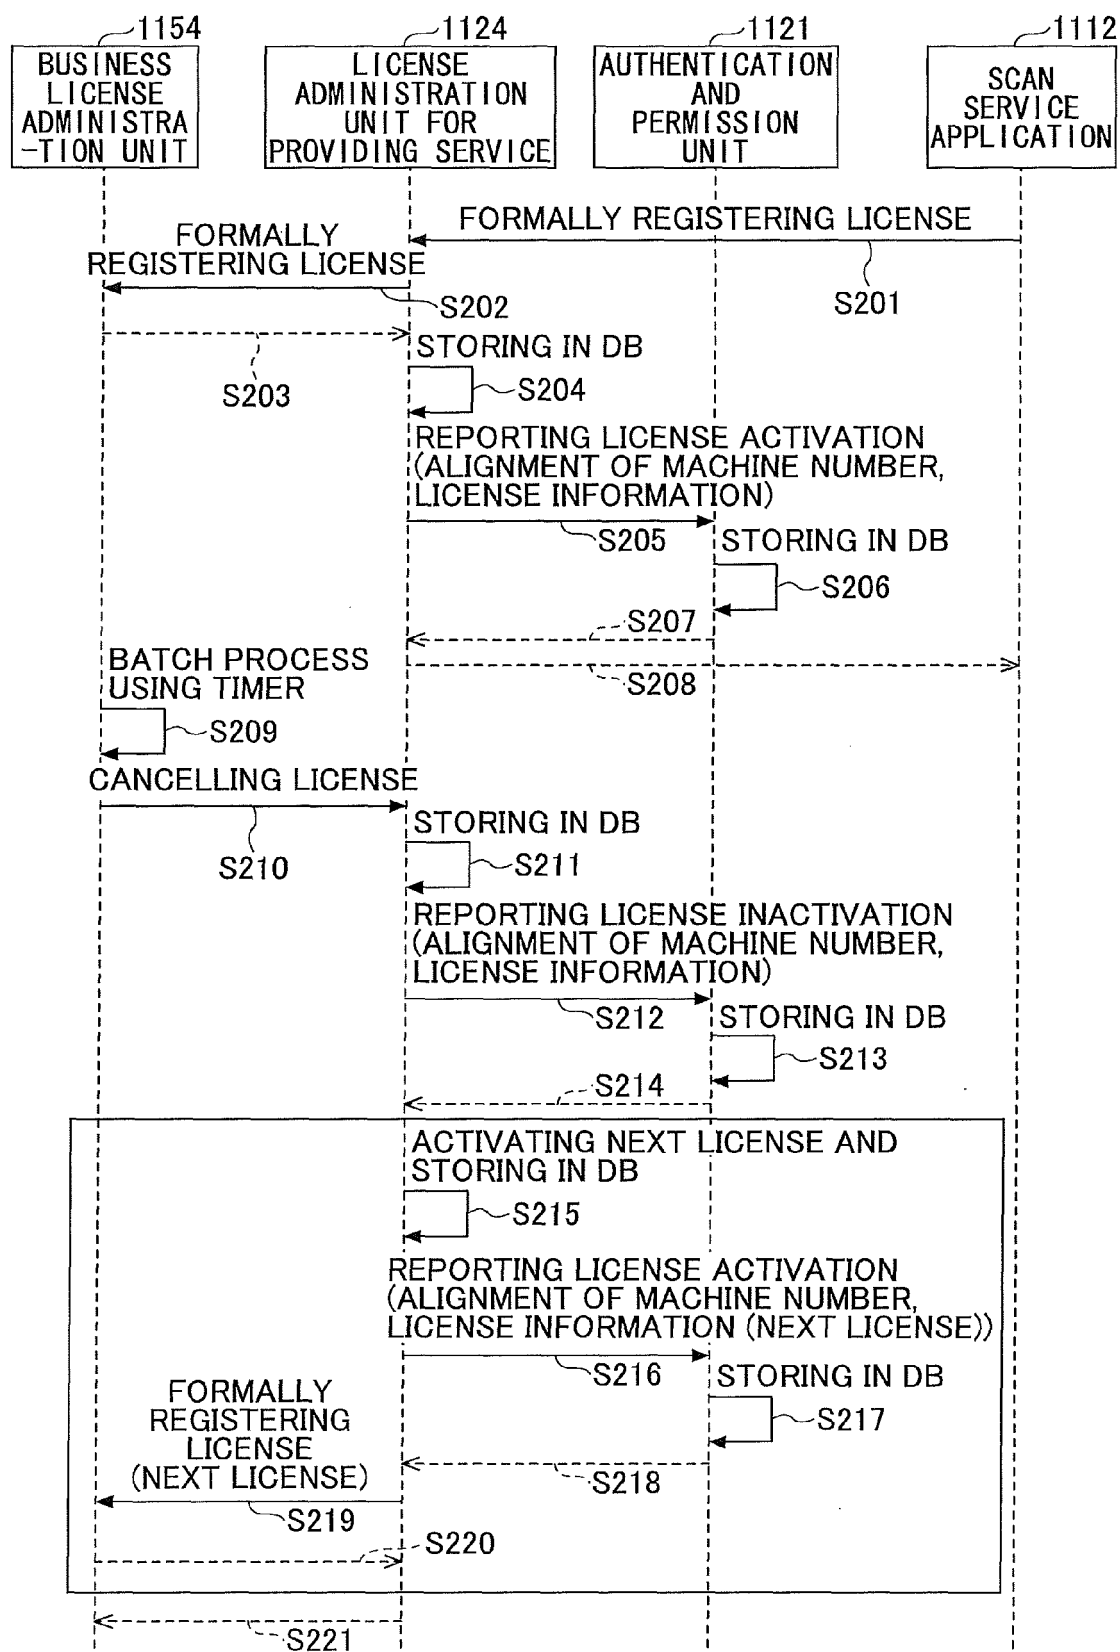 1154
1124
1121
1112
BUSINESS
LICENSE
ADMINISTRA
-TION UNIT
LICENSE
ADMINISTRATION
UNIT FOR
PROVIDING SERVICE
AUTHENTICATION
AND
PERMISSION
UNIT
SCAN
SERVICE
APPLICATION
FORMALLY REGISTERING LICENSE
S201
FORMALLY
REGISTERING LICENSE
S202
S203
STORING IN DB
S204
REPORTING LICENSE ACTIVATION
(ALIGNMENT OF MACHINE NUMBER,
LICENSE INFORMATION)
S205
STORING IN DB
S206
S207
S208
BATCH PROCESS
USING TIMER
S209
CANCELLING LICENSE
S210
STORING IN DB
S211
REPORTING LICENSE INACTIVATION
(ALIGNMENT OF MACHINE NUMBER,
LICENSE INFORMATION)
S212
STORING IN DB
S213
S214
ACTIVATING NEXT LICENSE AND
STORING IN DB
S215
REPORTING LICENSE ACTIVATION
(ALIGNMENT OF MACHINE NUMBER,
LICENSE INFORMATION (NEXT LICENSE))
S216
STORING IN DB
S217
S218
FORMALLY
REGISTERING
LICENSE
(NEXT LICENSE)
S219
S220
S221